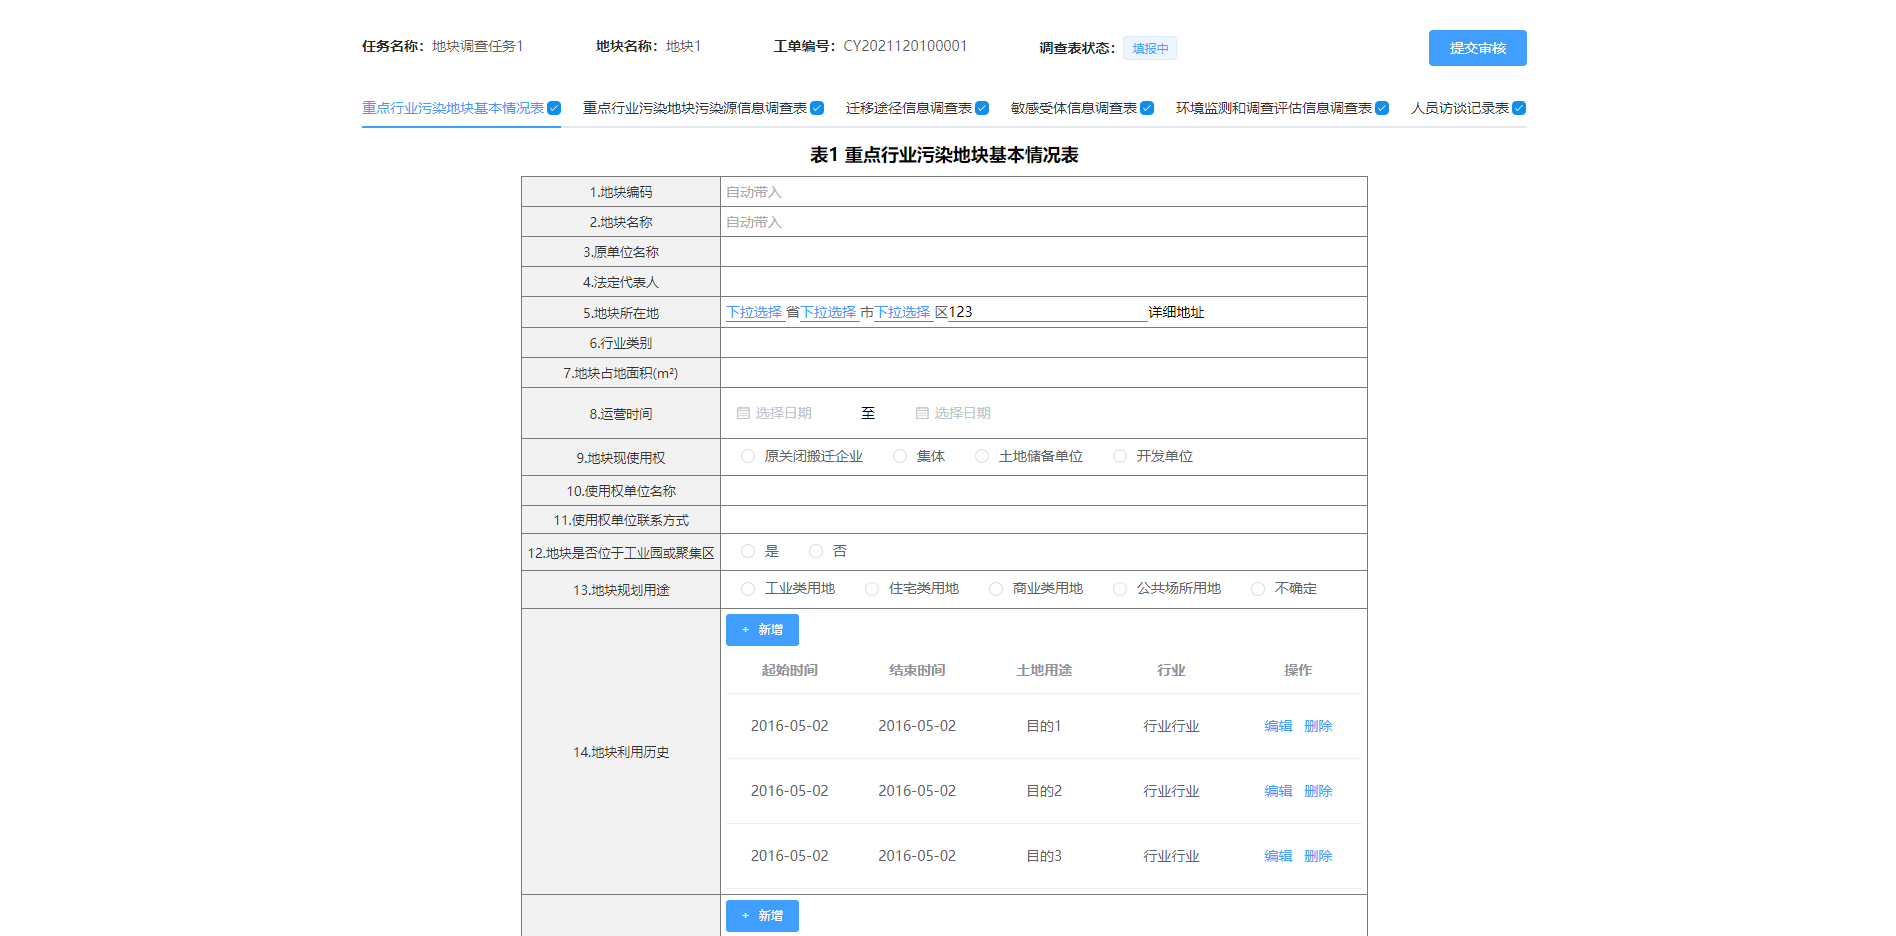 任务名称：地块调查任务1 地块名称：地块1 工单编号：CY2021120100001 调查表状态：填报中 提交审核
重点行业污染地块基本情况表 重点行业污染地块污染源信息调查表 迁移途径信息调查表 敏感受体信息调查表 环境监测和调查评估信息调查表 人员访谈记录表
表1 重点行业污染地块基本情况表
1.地块编码 自动带入
2.地块名称 自动带入
3.原单位名称
4.法定代表人
5.地块所在地 下拉选择 省下拉选择 市下拉选择 区123 详细地址
6.行业类别
7.地块占地面积(m²)
8.运营时间 选择日期 至 选择日期
9.地块现使用权 原关闭搬迁企业 集体 土地储备单位 开发单位
10.使用权单位名称
11.使用权单位联系方式
12.地块是否位于工业园或聚集区 是 否
13.地块规划用途 工业类用地 住宅类用地 商业类用地 公共场所用地 不确定
14.地块利用历史
+ 新增
起始时间 结束时间 土地用途 行业 操作
2016-05-02 2016-05-02 目的1 行业行业 编辑 删除
2016-05-02 2016-05-02 目的2 行业行业 编辑 删除
2016-05-02 2016-05-02 目的3 行业行业 编辑 删除
+ 新增